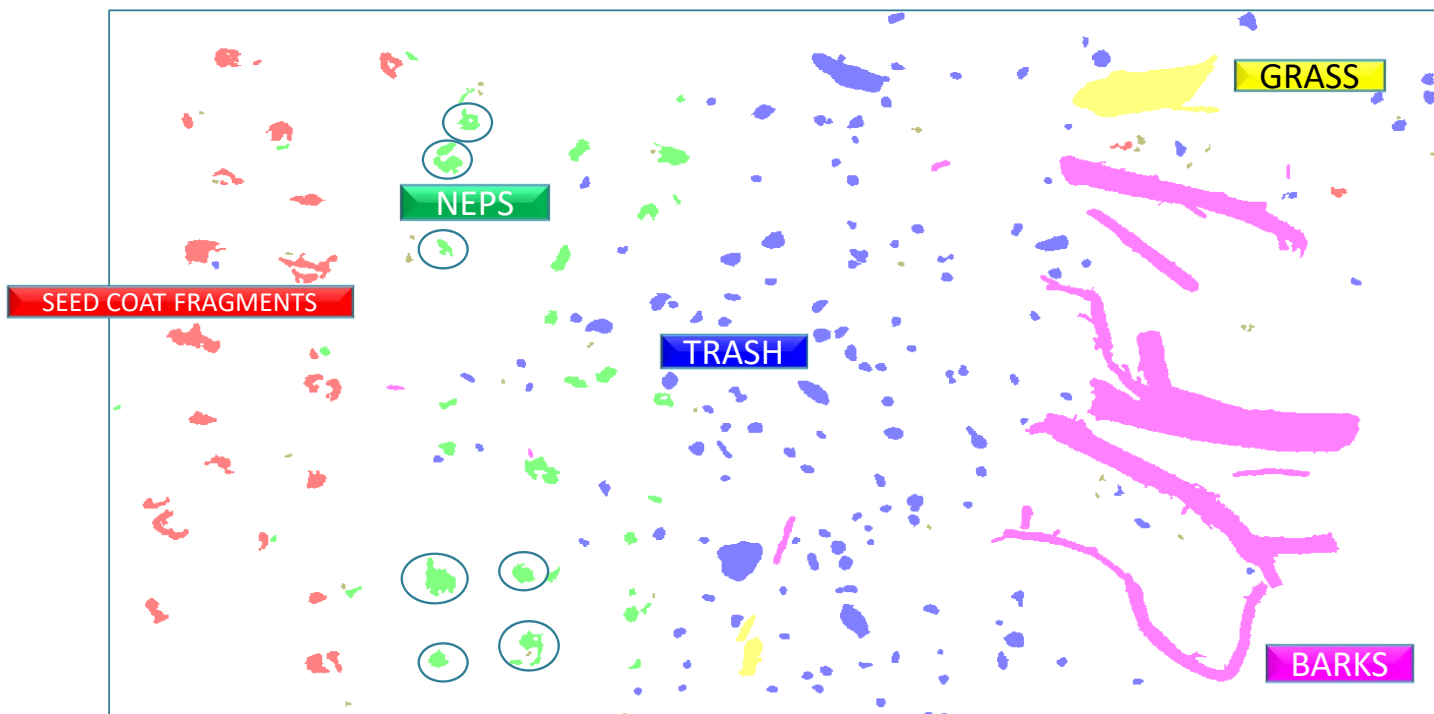 GRASS
NEPS
SEED COAT FRAGMENTS
TRASH
BARKS